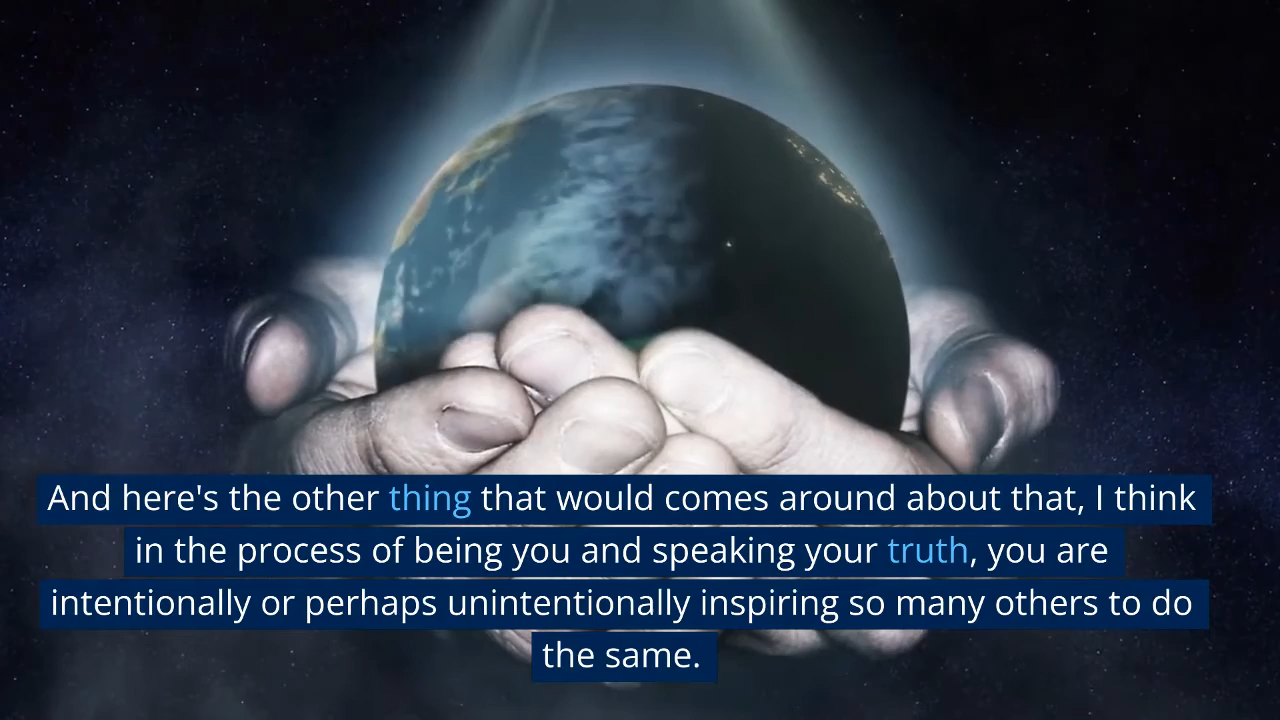 And here's the other thing that would comes around about that, I think
in the process of being you and speaking your truth, you are
intentionally or perhaps unintentionally inspiring so many others to do
the same.